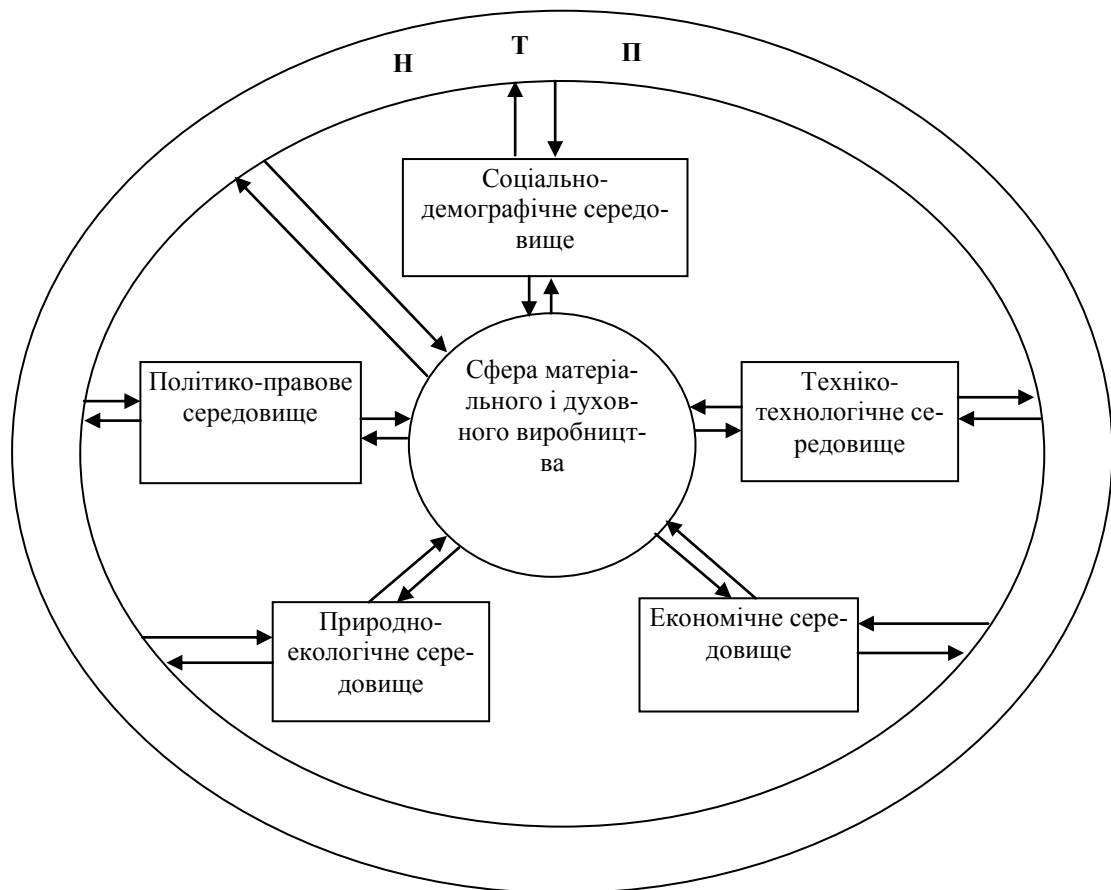 Н Т П
Соціально-
демографічне середо-
вище
Політико-правове
середовище
Сфера матеріа-
льного і духов-
ного виробницт-
ва
Техніко-
технологічне се-
редовище
Природно-
екологічне сере-
довище
Економічне сере-
довище